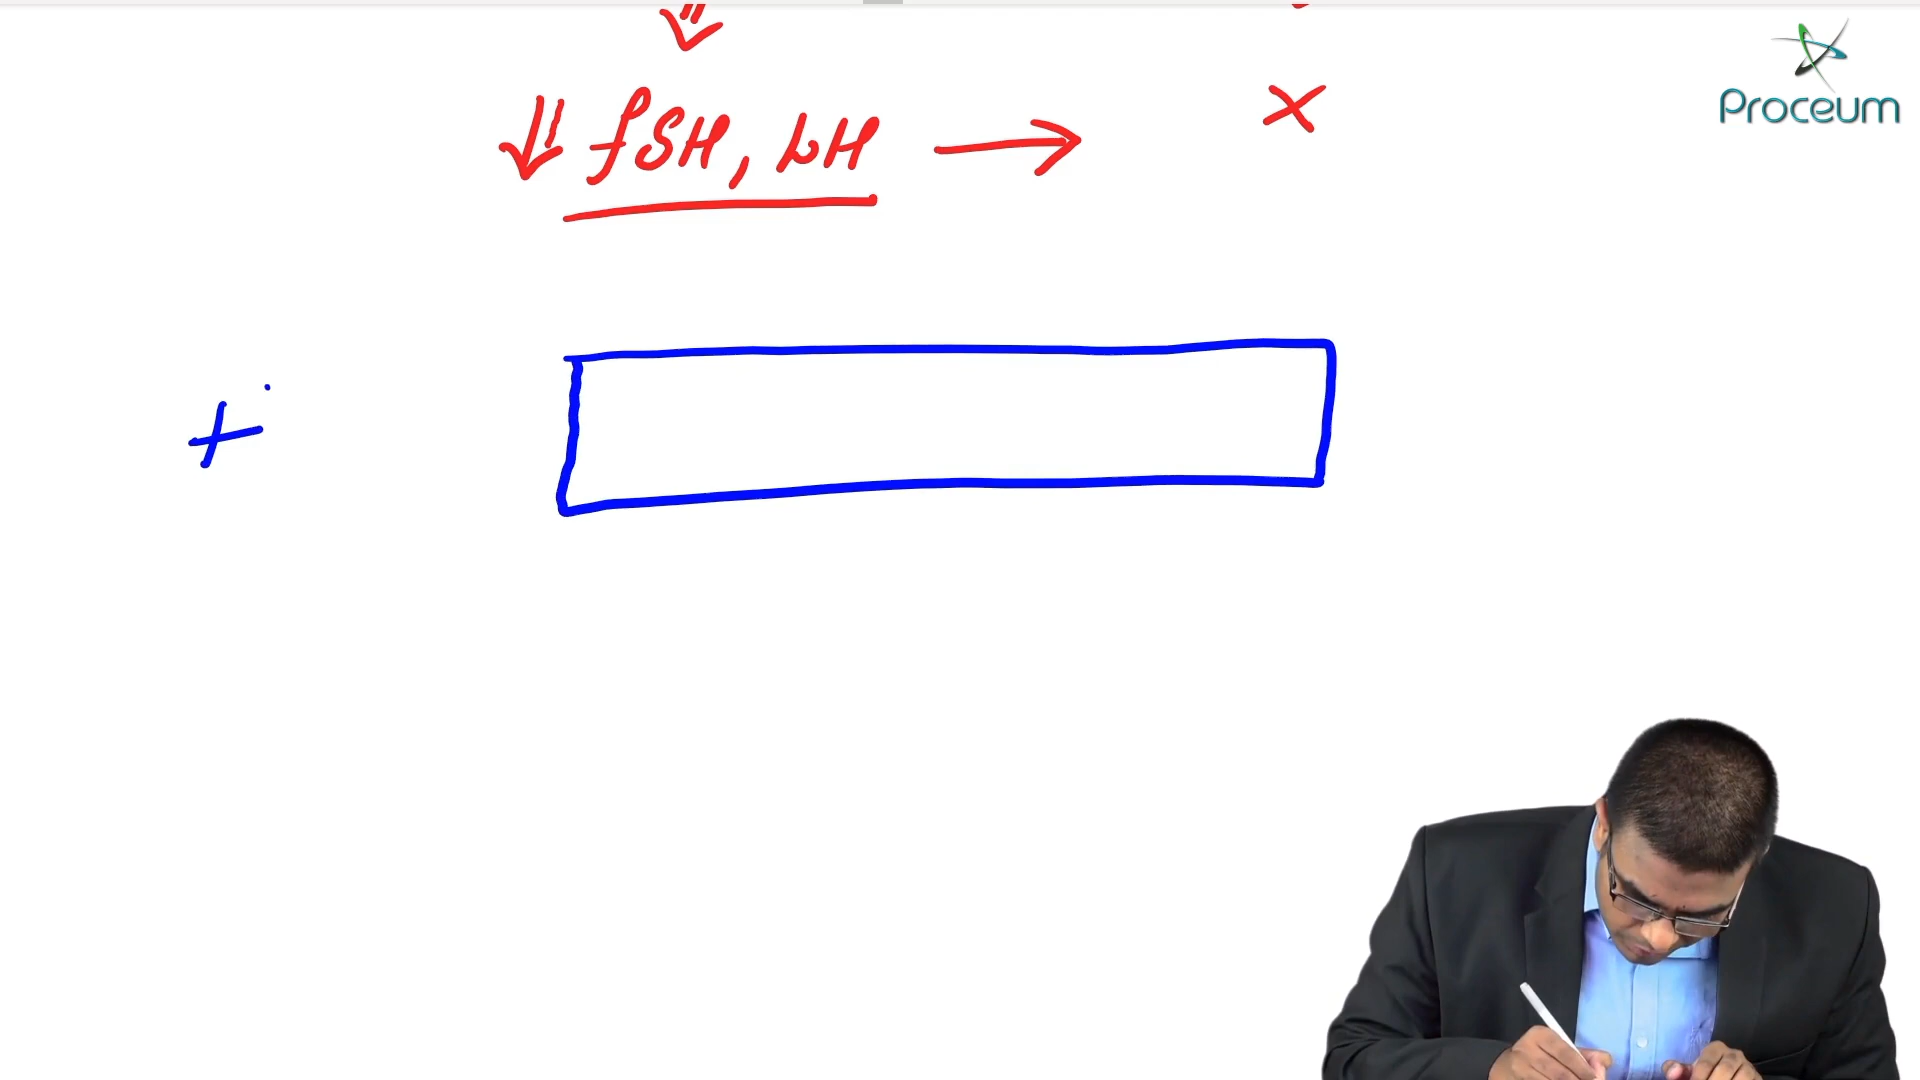 Proceum
↓↓ FSH, LH → ×
+